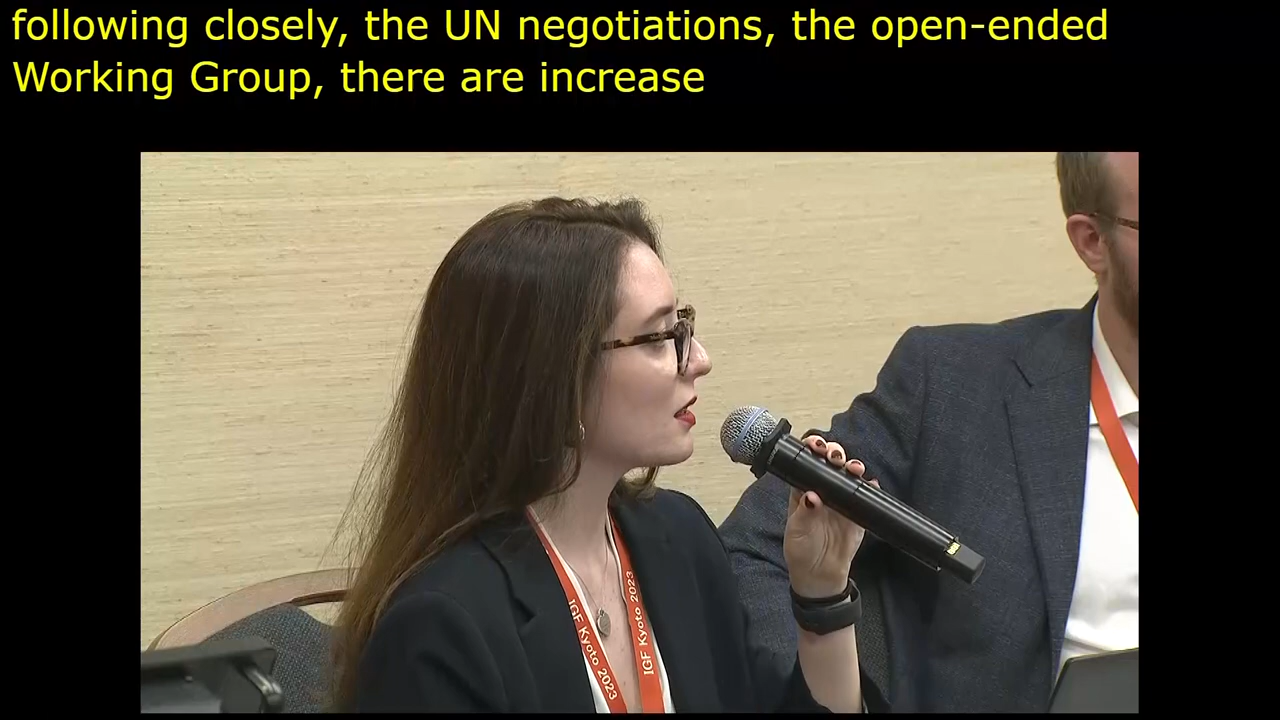 following closely, the UN negotiations, the open-ended
Working Group, there are increase
IGF Kyoto 2023
IGF Kyoto 2023